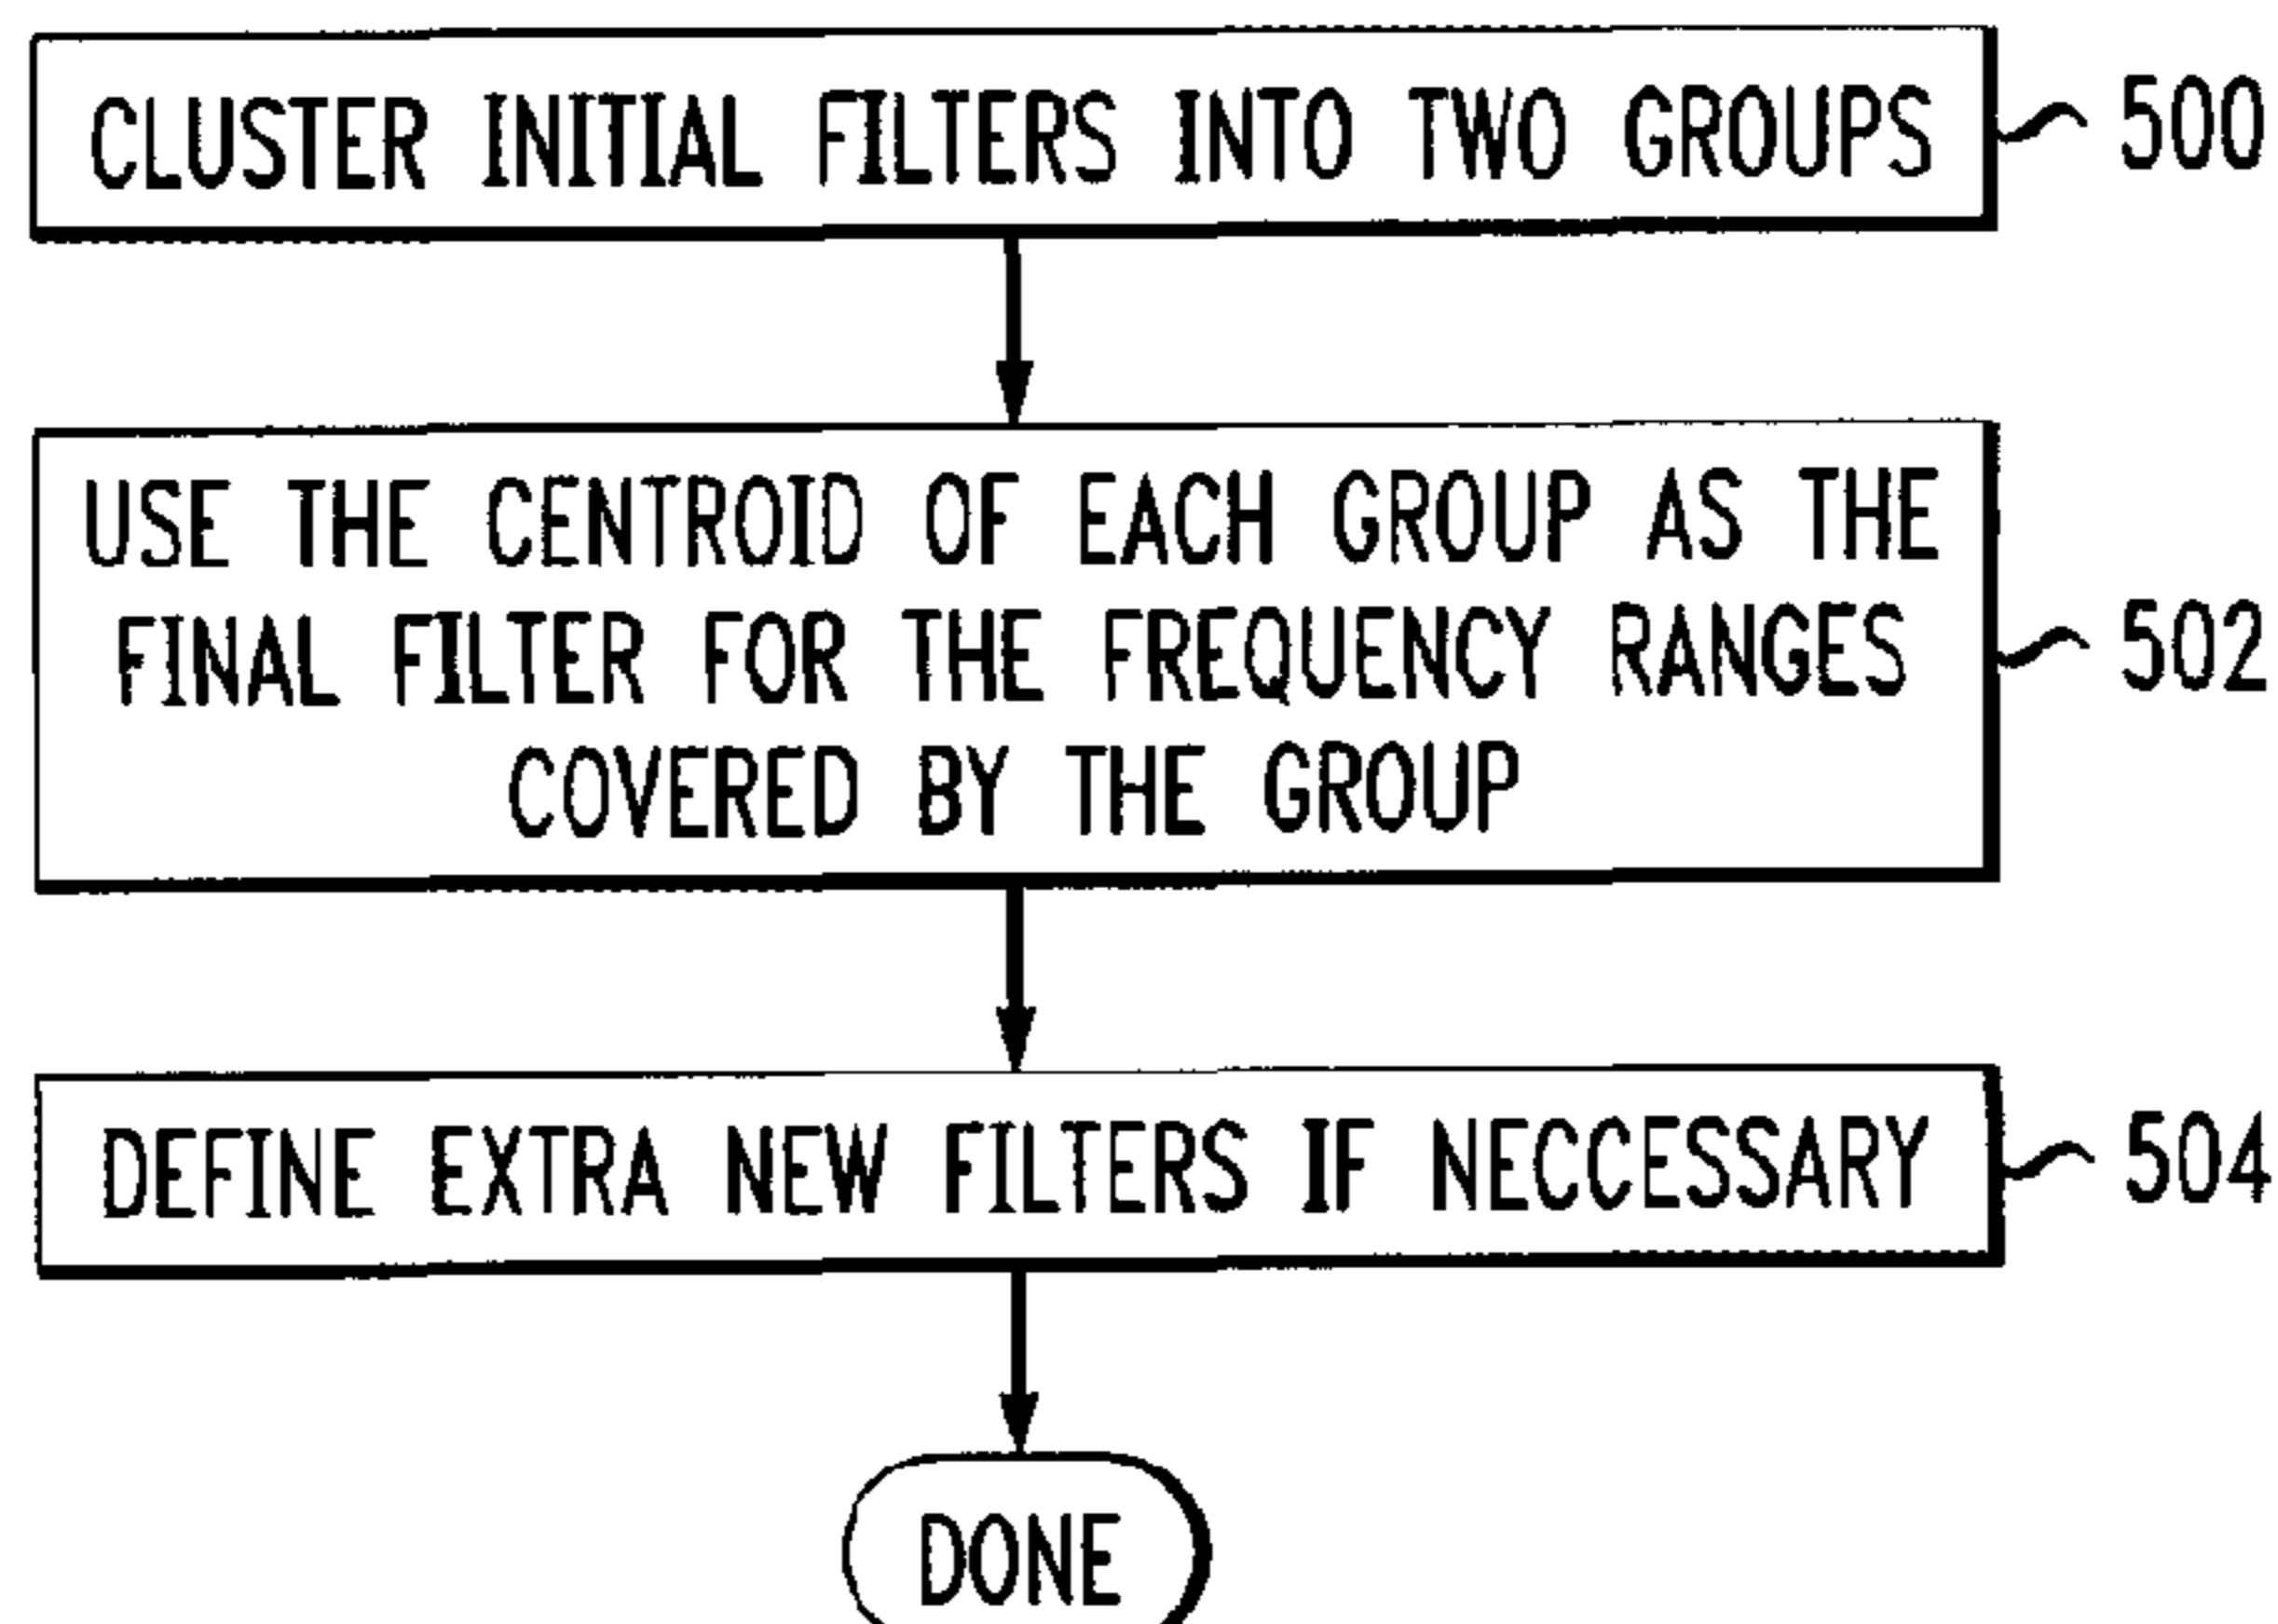 CLUSTER INITIAL FILTERS INTO TWO GROUPS
500
USE THE CENTROID OF EACH GROUP AS THE
FINAL FILTER FOR THE FREQUENCY RANGES
COVERED BY THE GROUP
502
DEFINE EXTRA NEW FILTERS IF NECCESSARY
504
DONE